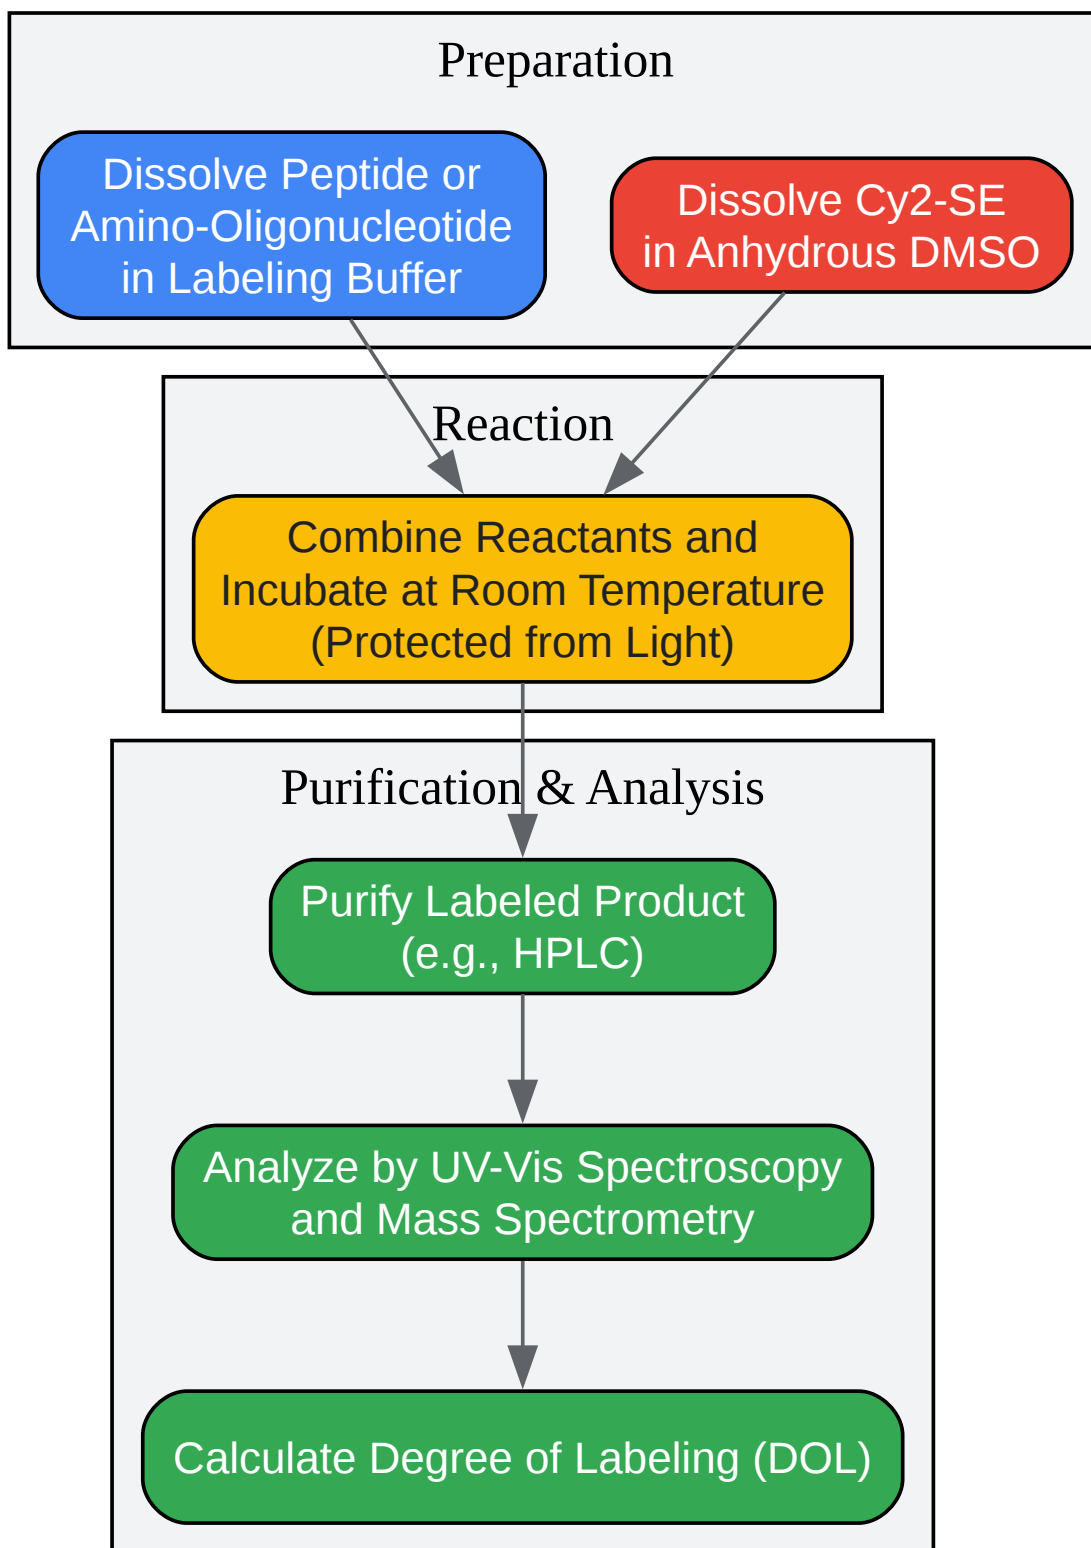 Preparation
Dissolve Peptide or
Amino-Oligonucleotide
in Labeling Buffer
Dissolve Cy2-SE
in Anhydrous DMSO
Reaction
Combine Reactants and
Incubate at Room Temperature
(Protected from Light)
Purification & Analysis
Purify Labeled Product
(e.g., HPLC)
Analyze by UV-Vis Spectroscopy
and Mass Spectrometry
Calculate Degree of Labeling (DOL)